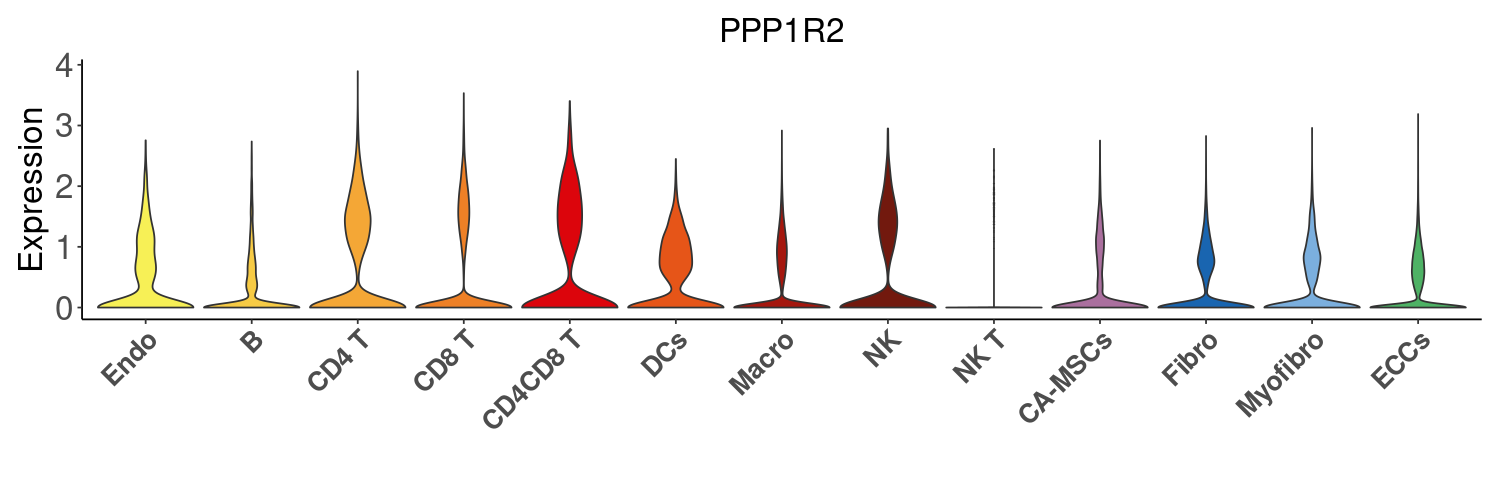 PPP1R2
Expression
4
3
2
1
0
Endo
B
CD4 T
CD8 T
CD4CD8 T
DCs
Macro
NK
NK T
CA-MSCs
Fibro
Myofibro
ECCs